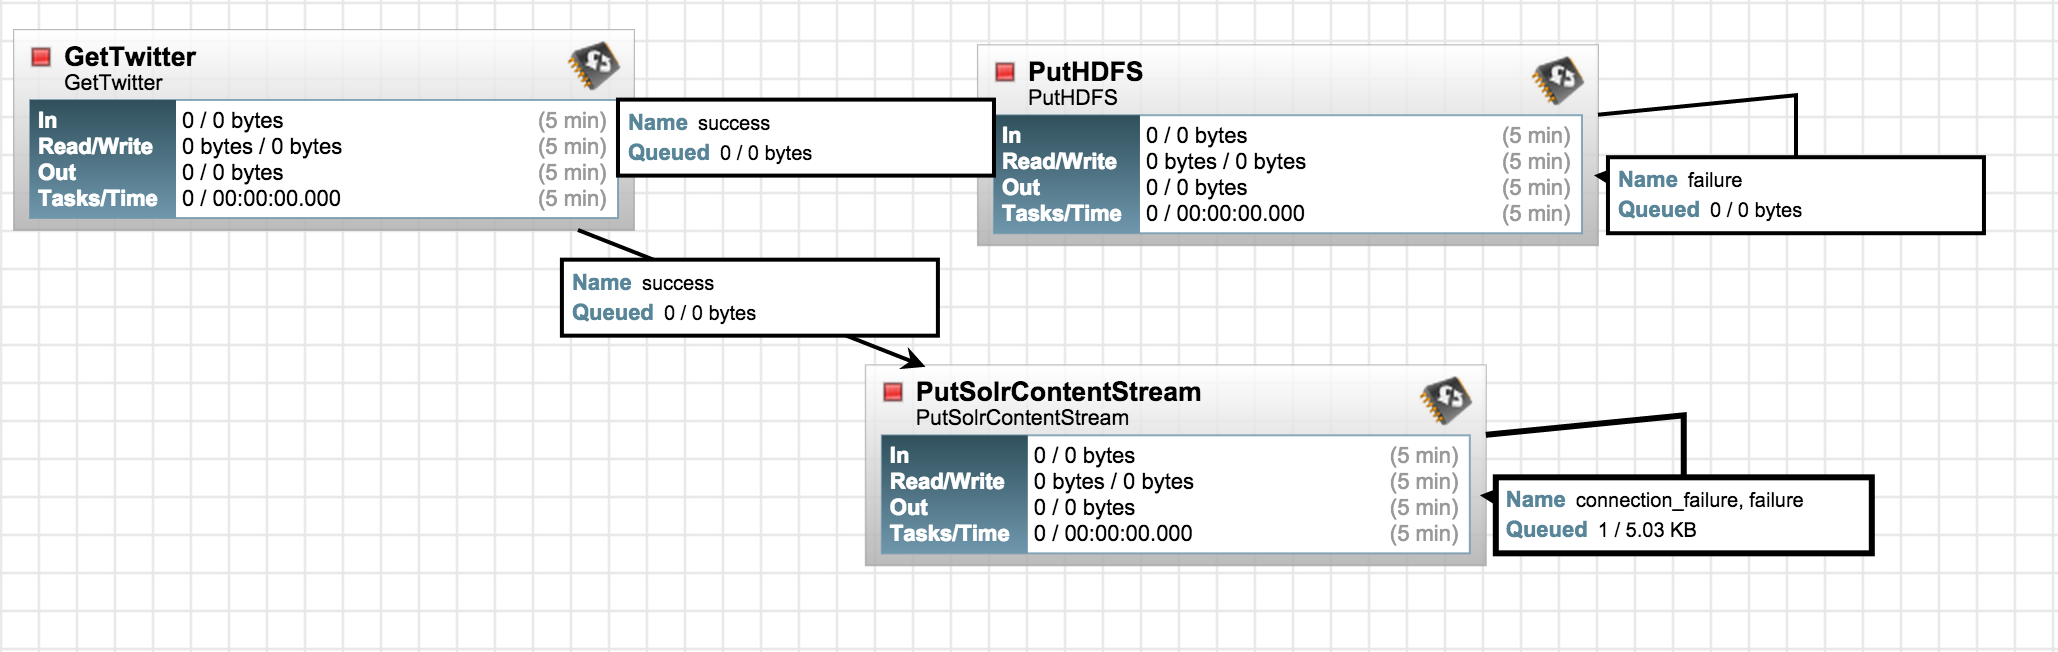 GetTwitter
GetTwitter
In 0 / 0 bytes (5 min)
Read/Write 0 bytes / 0 bytes (5 min)
Out 0 / 0 bytes (5 min)
Tasks/Time 0 / 00:00:00.000 (5 min)
Name success
Queued 0 / 0 bytes
PutHDFS
PutHDFS
In 0 / 0 bytes (5 min)
Read/Write 0 bytes / 0 bytes (5 min)
Out 0 / 0 bytes (5 min)
Tasks/Time 0 / 00:00:00.000 (5 min)
Name failure
Queued 0 / 0 bytes
Name success
Queued 0 / 0 bytes
PutSolrContentStream
PutSolrContentStream
In 0 / 0 bytes (5 min)
Read/Write 0 bytes / 0 bytes (5 min)
Out 0 / 0 bytes (5 min)
Tasks/Time 0 / 00:00:00.000 (5 min)
Name connection_failure, failure
Queued 1 / 5.03 KB